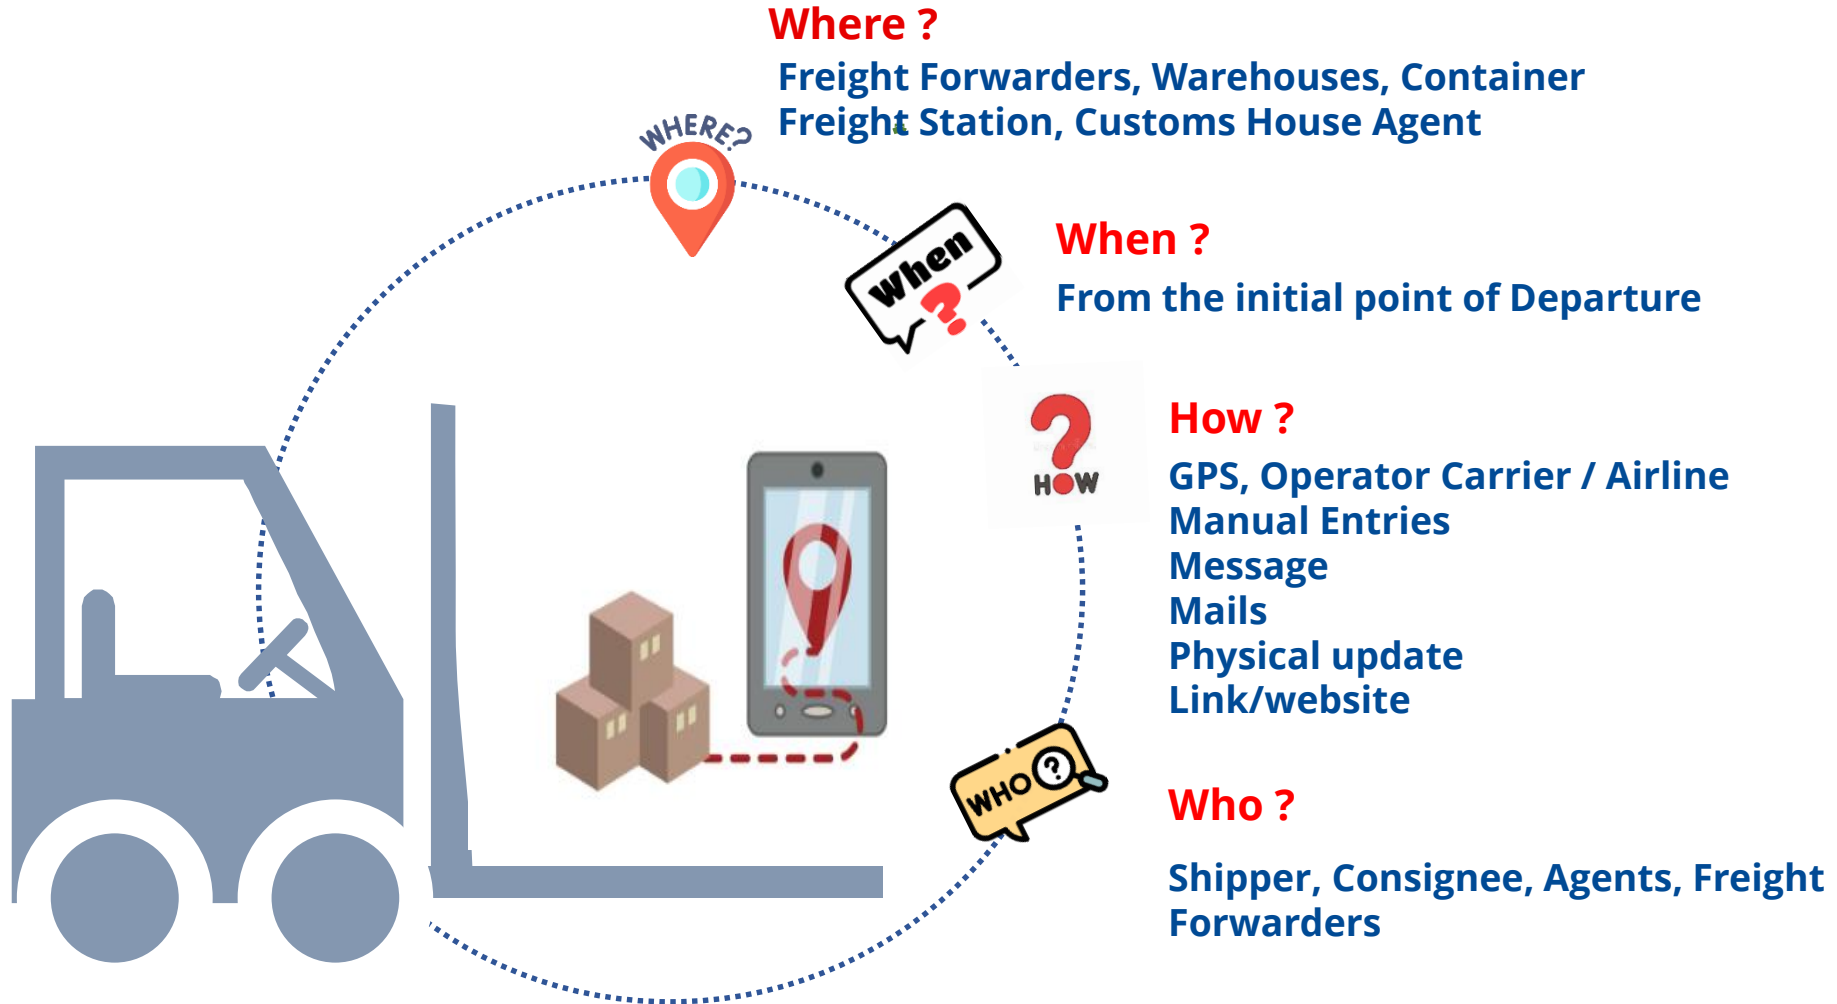 Where ?
Freight Forwarders, Warehouses, Container
Freight Station, Customs House Agent
WHERE?
When ?
When?
From the initial point of Departure
How ?
?
HOW
GPS, Operator Carrier / Airline
Manual Entries
Message
Mails
Physical update
Link/website
WHO ?
Who ?
Shipper, Consignee, Agents, Freight
Forwarders